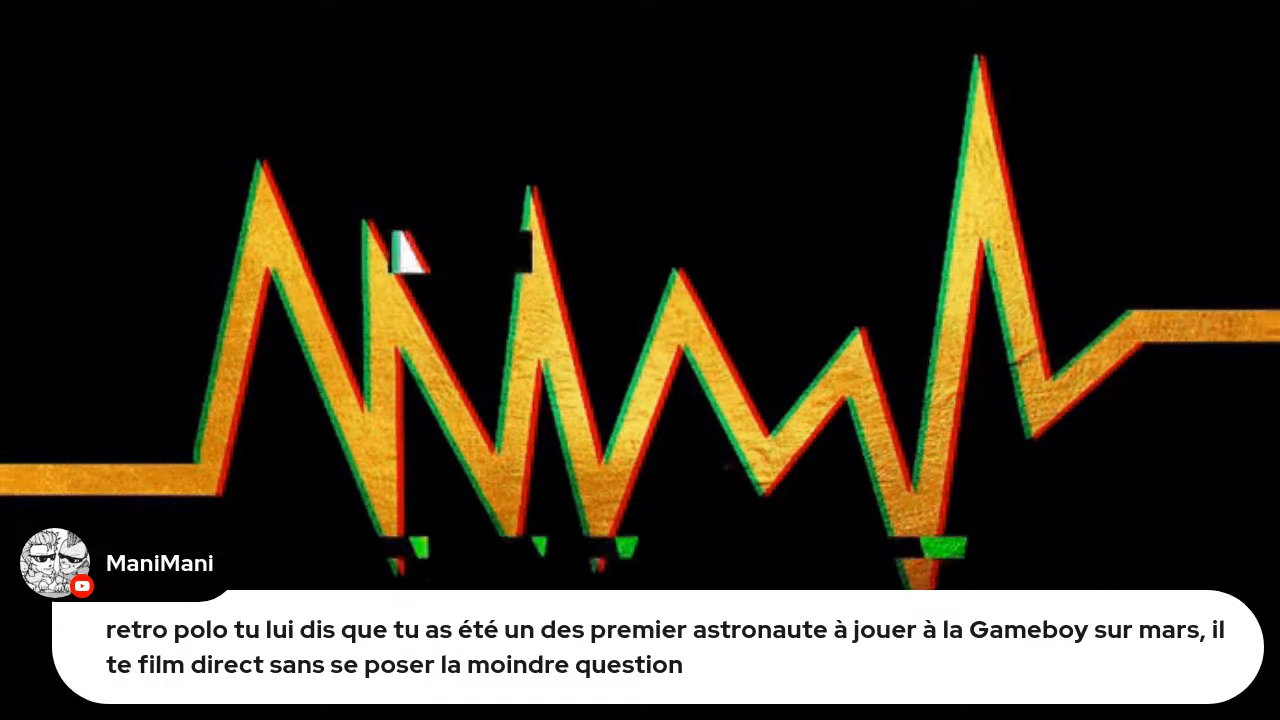 ManiMani
retro polo tu lui dis que tu as été un des premier astronaute à jouer à la Gameboy sur mars, il
te film direct sans se poser la moindre question